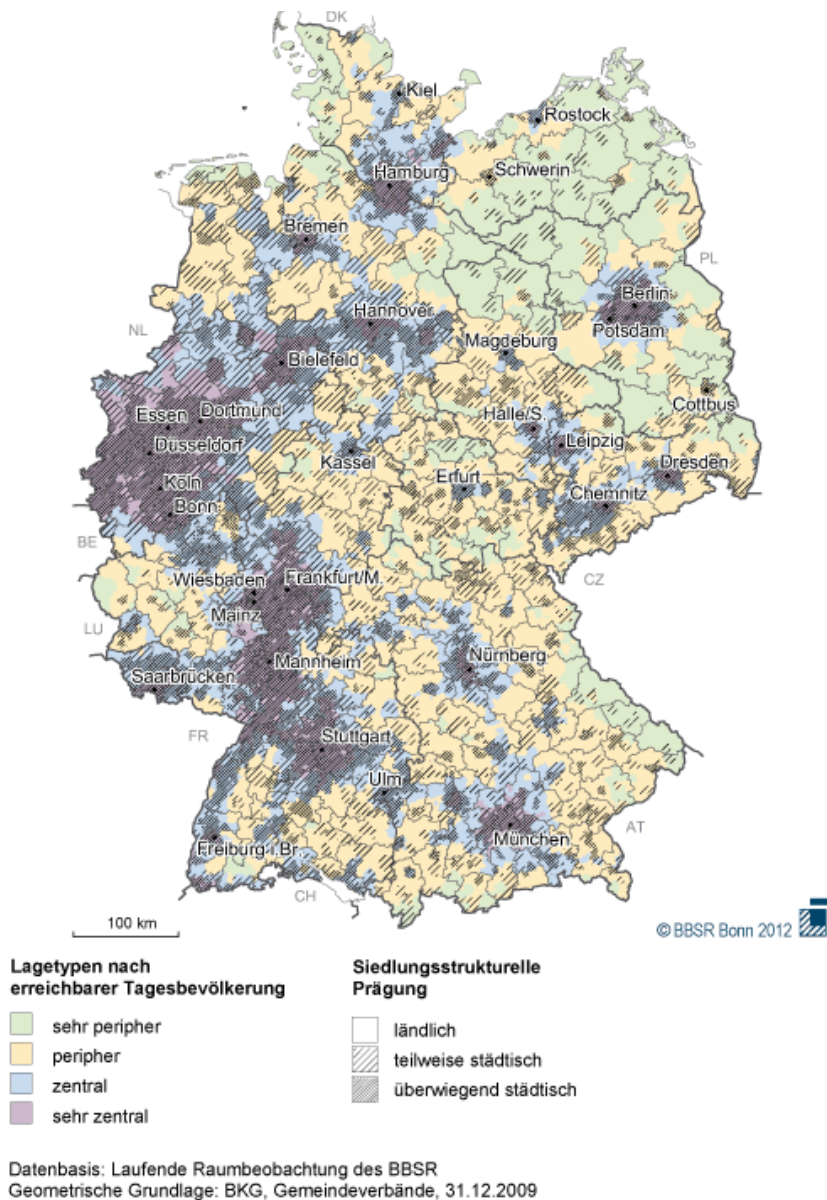 DK
Kiel
Rostock
Hamburg
Schwerin
Bremen
PL
Berlin
Hannover
NL
Potsdam
Magdeburg
Bielefeld
Cottbus
Essen
Dortmund
Halle/S.
Düsseldorf
Leipzig
Kassel
Dresden
Köln
Erfurt
Chemnitz
Bonn
BE
Wiesbaden
Frankfurt/M.
CZ
Mainz
LU
Nürnberg
Mannheim
Saarbrücken
FR
Stuttgart
Ulm
AT
München
Freiburg i.Br.
CH
100 km
© BBSR Bonn 2012
Lagetypen nach
erreichbarer Tagesbevölkerung
sehr peripher
peripher
zentral
sehr zentral
Siedlungsstrukturelle
Prägung
ländlich
teilweise städtisch
überwiegend städtisch
Datenbasis: Laufende Raumbeobachtung des BBSR
Geometrische Grundlage: BKG, Gemeindeverbände, 31.12.2009